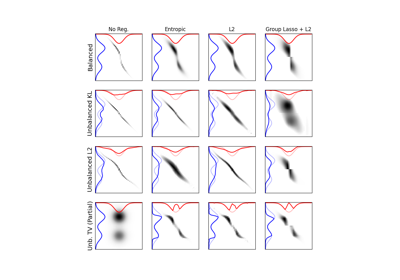 No Reg.
Entropic
L2
Group Lasso + L2
Balanced
Unbalanced KL
Unbalanced L2
Unb. TV (Partial)